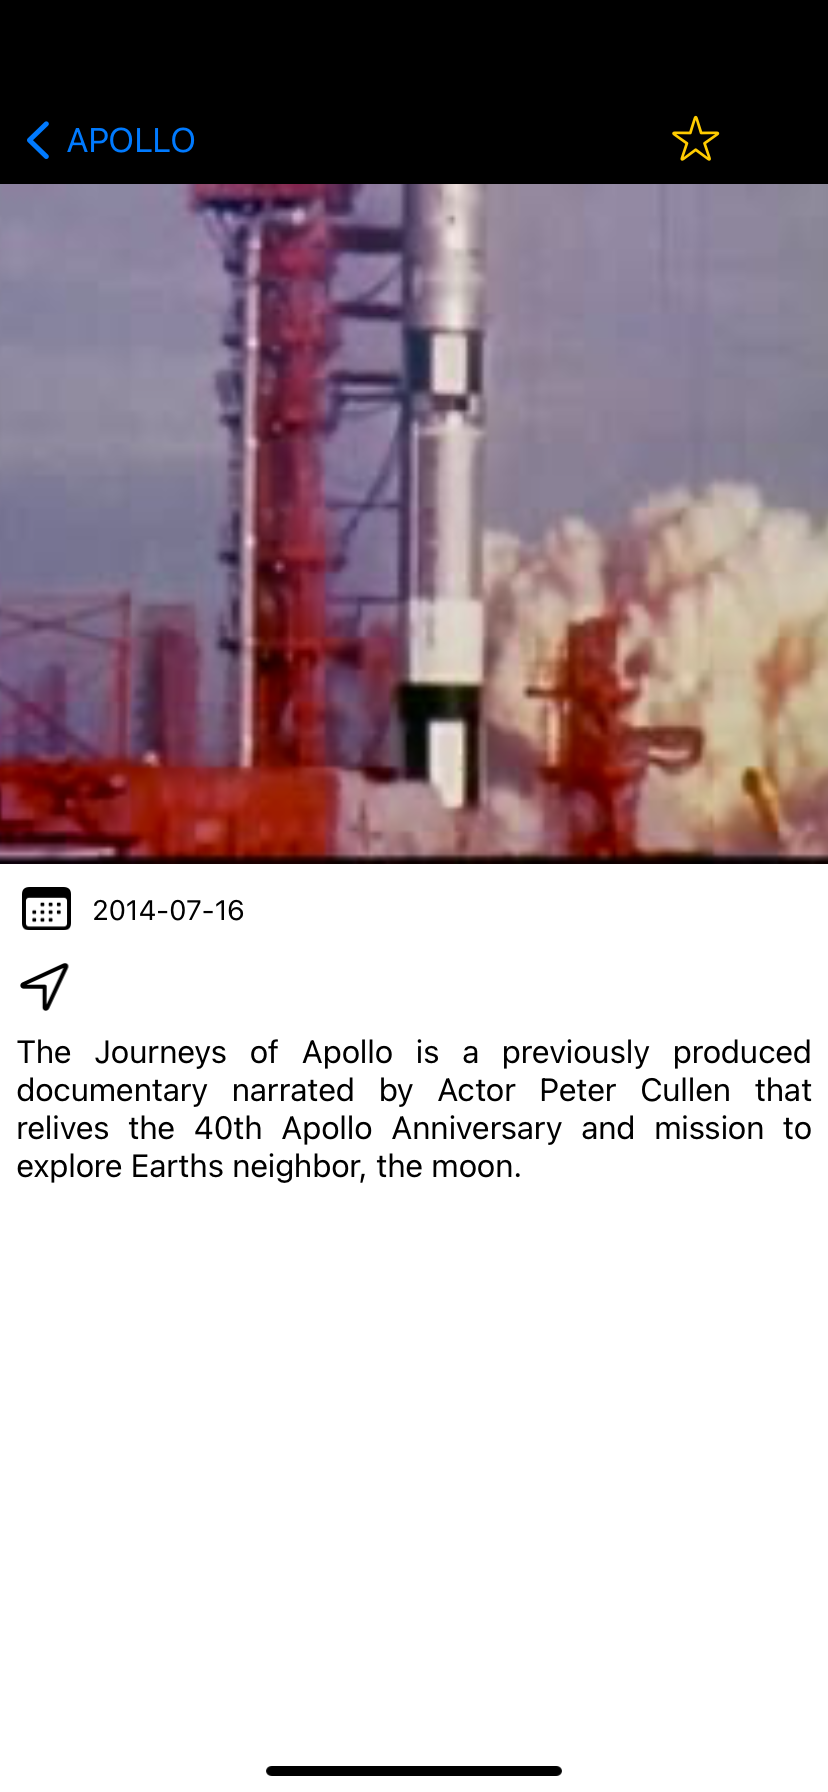 APOLLO
2014-07-16
The Journeys of Apollo is a previously produced
documentary narrated by Actor Peter Cullen that
relives the 40th Apollo Anniversary and mission to
explore Earths neighbor, the moon.